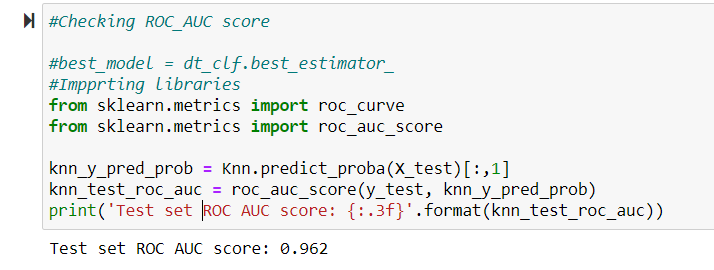 #Checking ROC_AUC score
#best_model = dt_clf.best_estimator_
#Impprting libraries
from sklearn.metrics import roc_curve
from sklearn.metrics import roc_auc_score
knn_y_pred_prob = Knn.predict_proba(X_test)[:,1]
knn_test_roc_auc = roc_auc_score(y_test, knn_y_pred_prob)
print('Test set ROC AUC score: {:.3f}'.format(knn_test_roc_auc))
Test set ROC AUC score: 0.962